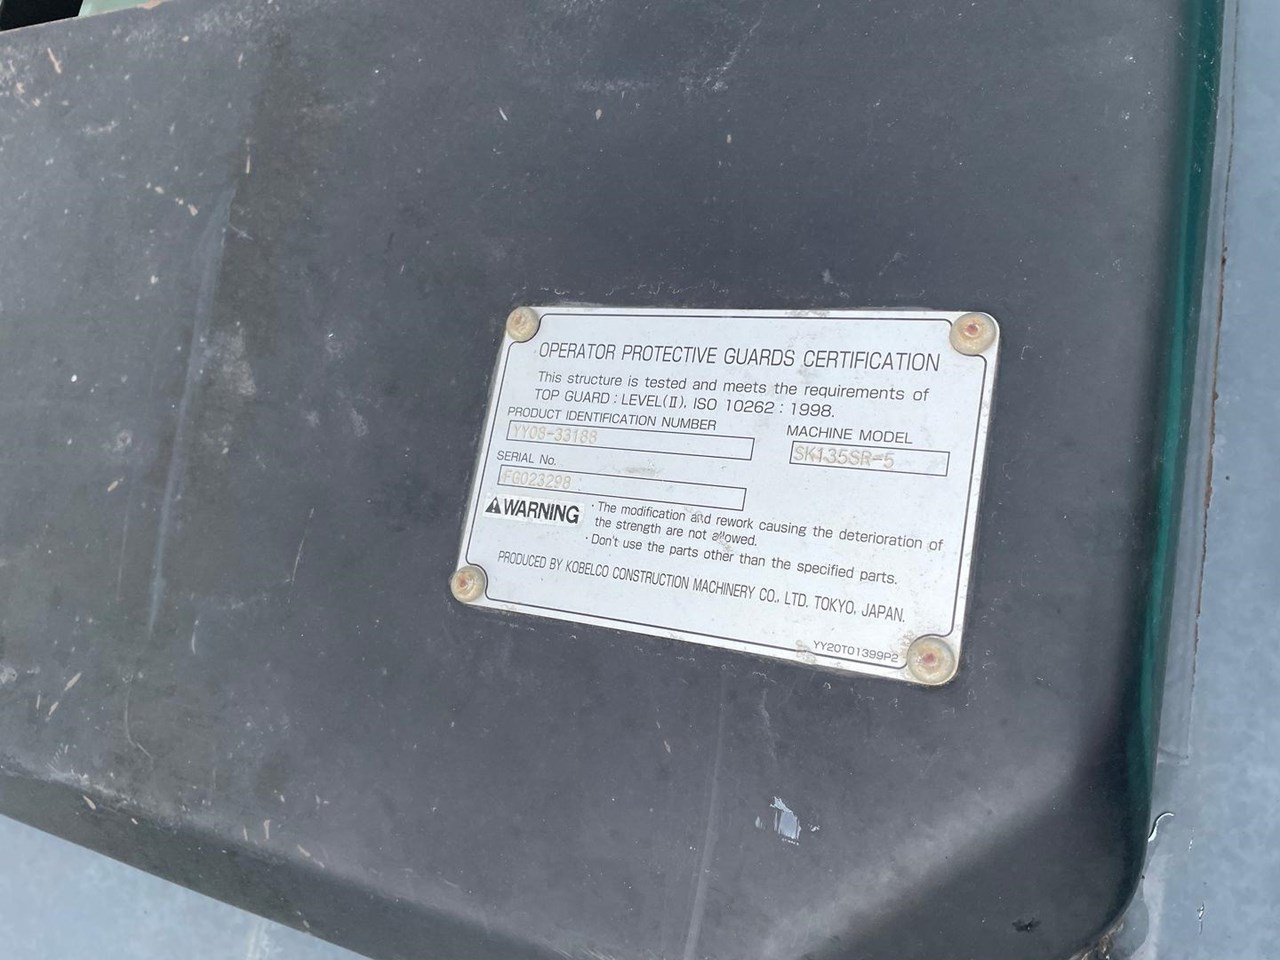 OPERATOR PROTECTIVE GUARDS CERTIFICATION
This structure is tested and meets the requirements of
TOP GUARD : LEVEL(Ⅱ), ISO 10262 : 1998.
PRODUCT IDENTIFICATION NUMBER
YY08-33188
MACHINE MODEL
SK135SR-5
SERIAL No.
FG023298
⚠WARNING
· The modification and rework causing the deterioration of
the strength are not allowed.
· Don't use the parts other than the specified parts.
PRODUCED BY KOBELCO CONSTRUCTION MACHINERY CO., LTD. TOKYO, JAPAN.
YY20T01399P2